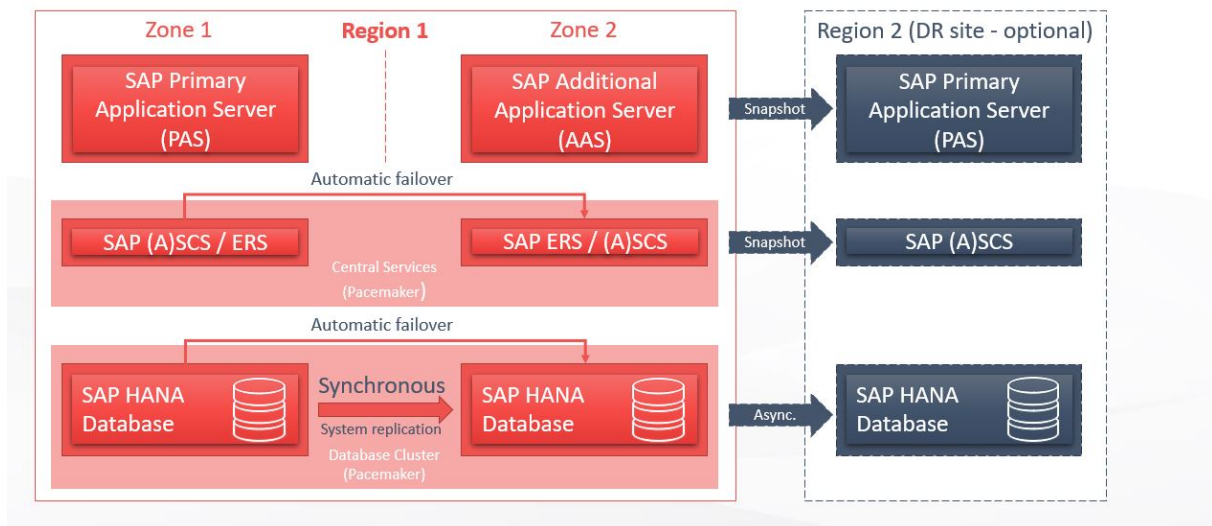 Zone 1
Region 1
Zone 2
Region 2 (DR site - optional)
SAP Primary
Application Server
(PAS)
SAP Additional
Application Server
(AAS)
Snapshot
SAP Primary
Application Server
(PAS)
Automatic failover
SAP (A)SCS / ERS
SAP ERS / (A)SCS
Snapshot
SAP (A)SCS
Central Services
(Pacemaker)
Automatic failover
SAP HANA
Database
Synchronous
System replication
SAP HANA
Database
Async.
SAP HANA
Database
Database Cluster
(Pacemaker)